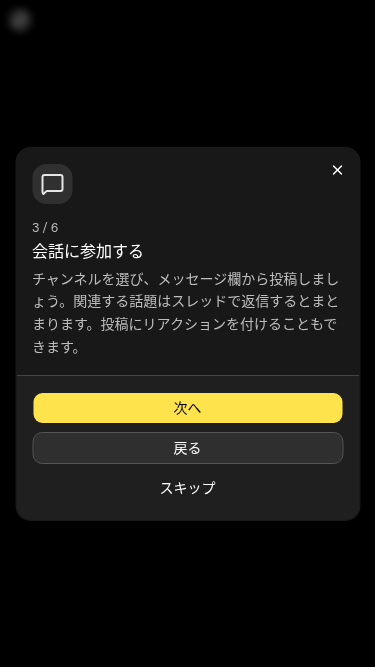 3 / 6
会話に参加する
チャンネルを選び、メッセージ欄から投稿しまし
ょう。関連する話題はスレッドで返信するとまと
まります。投稿にリアクションを付けることもで
きます。
次へ
戻る
スキップ